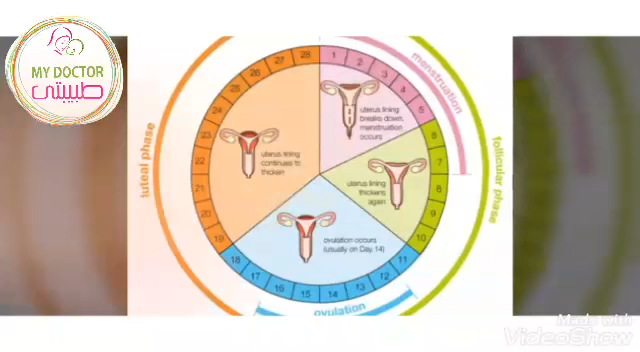 MY DOCTOR
طبيبتي
28
1
2
3
4
5
6
7
8
9
10
11
12
13
14
15
16
17
18
19
20
21
22
23
24
25
26
27
menstruation
follicular phase
ovulation
luteal phase
uterus lining
breaks down,
menstruation
occurs
uterus lining
thickens
again
ovulation occurs
(usually on Day 14)
uterus lining
continues to
thicken
Made with
VideoShow